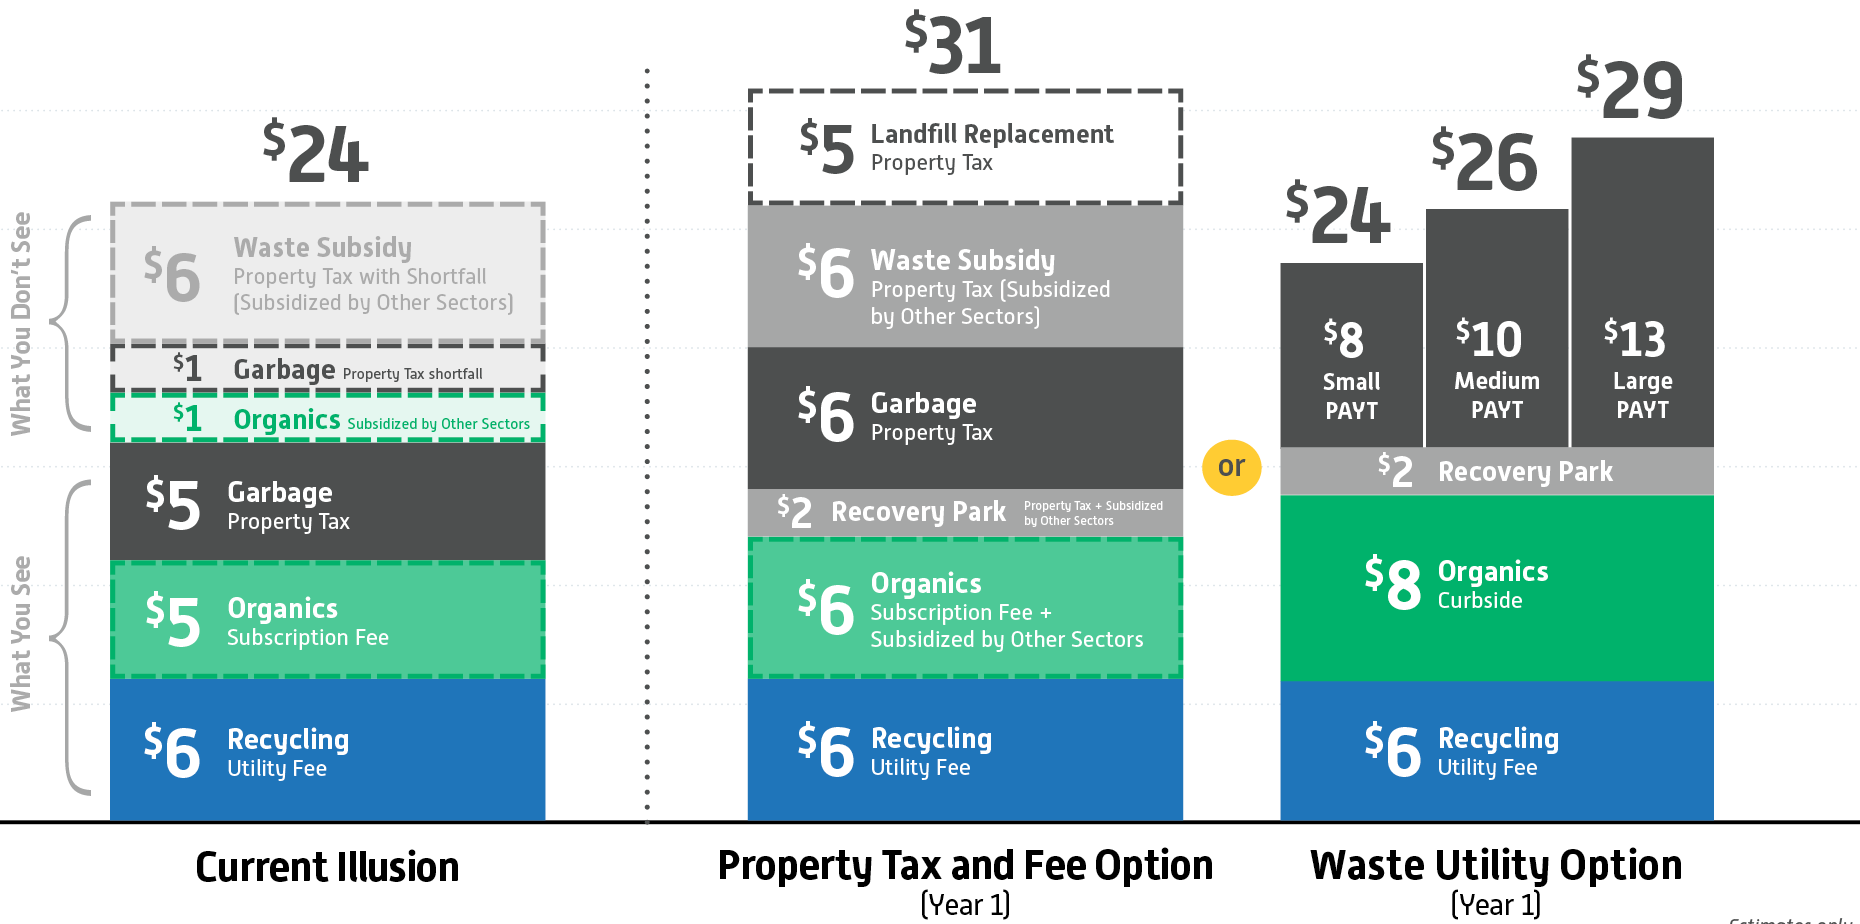 $24
What You Don't See
$6 Waste Subsidy
Property Tax with Shortfall
(Subsidized by Other Sectors)
$1 Garbage Property Tax shortfall
$1 Organics Subsidized by Other Sectors
What You See
$5 Garbage
Property Tax
$5 Organics
Subscription Fee
$6 Recycling
Utility Fee
Current Illusion
$31
$5 Landfill Replacement
Property Tax
$6 Waste Subsidy
Property Tax (Subsidized
by Other Sectors)
$6 Garbage
Property Tax
$2 Recovery Park Property Tax + Subsidized
by Other Sectors
$6 Organics
Subscription Fee +
Subsidized by Other Sectors
$6 Recycling
Utility Fee
Property Tax and Fee Option
(Year 1)
or
$24
$8
Small
PAYT
$26
$10
Medium
PAYT
$29
$13
Large
PAYT
$2 Recovery Park
$8 Organics
Curbside
$6 Recycling
Utility Fee
Waste Utility Option
(Year 1)
Estimates only